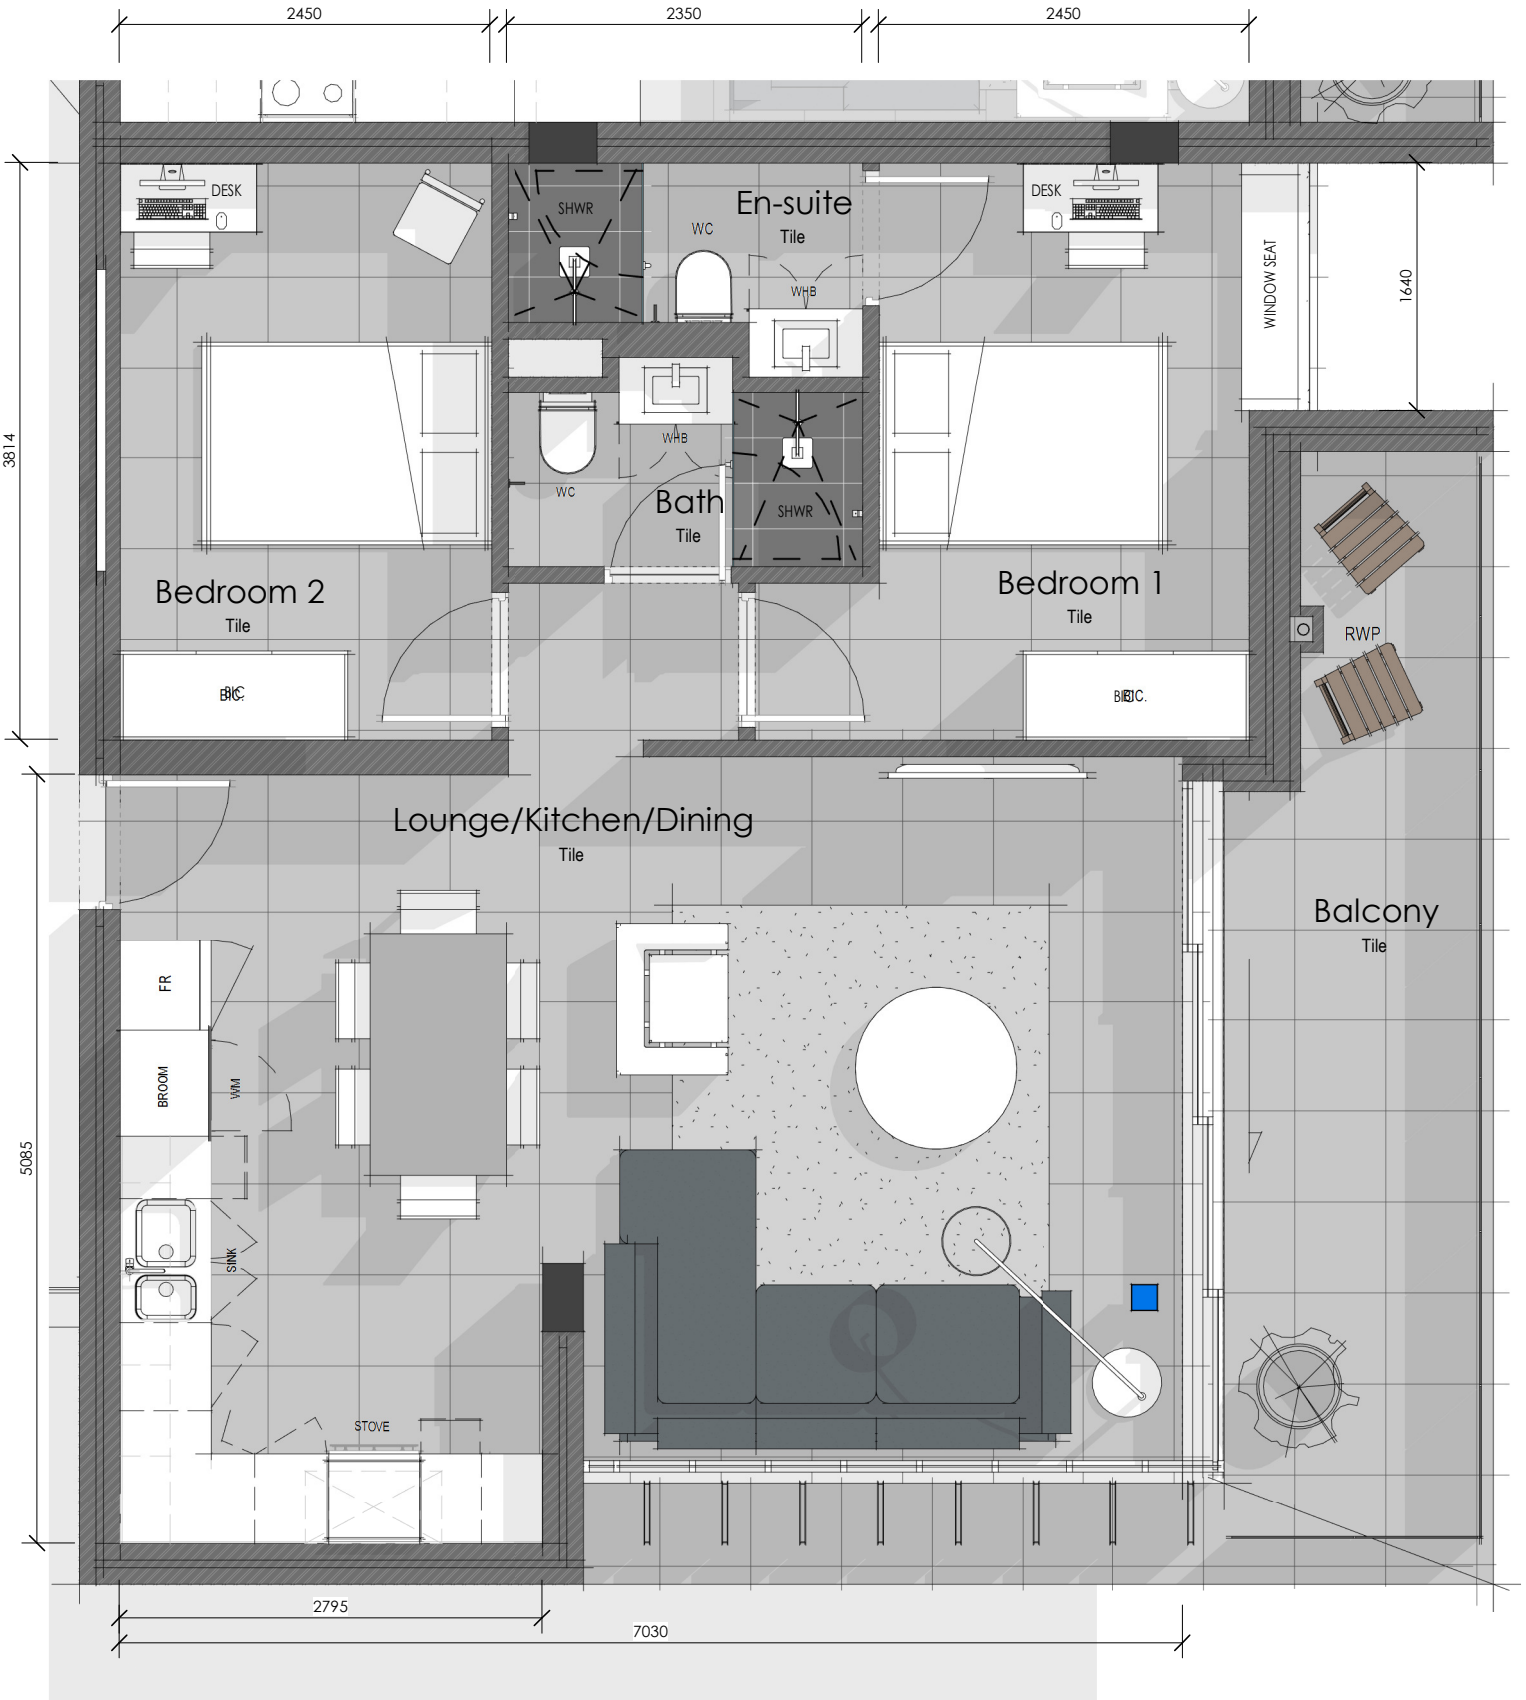 2450
2350
2450
DESK
SHWR
En-suite
Tile
WC
WHB
DESK
WINDOW SEAT
1640
3814
WHB
WC
Bath
Tile
SHWR
Bedroom 2
Tile
Bedroom 1
Tile
RWP
BIC.
BIC.
Lounge/Kitchen/Dining
Tile
Balcony
Tile
FR
BROOM
WM
5085
SINK
STOVE
2795
7030